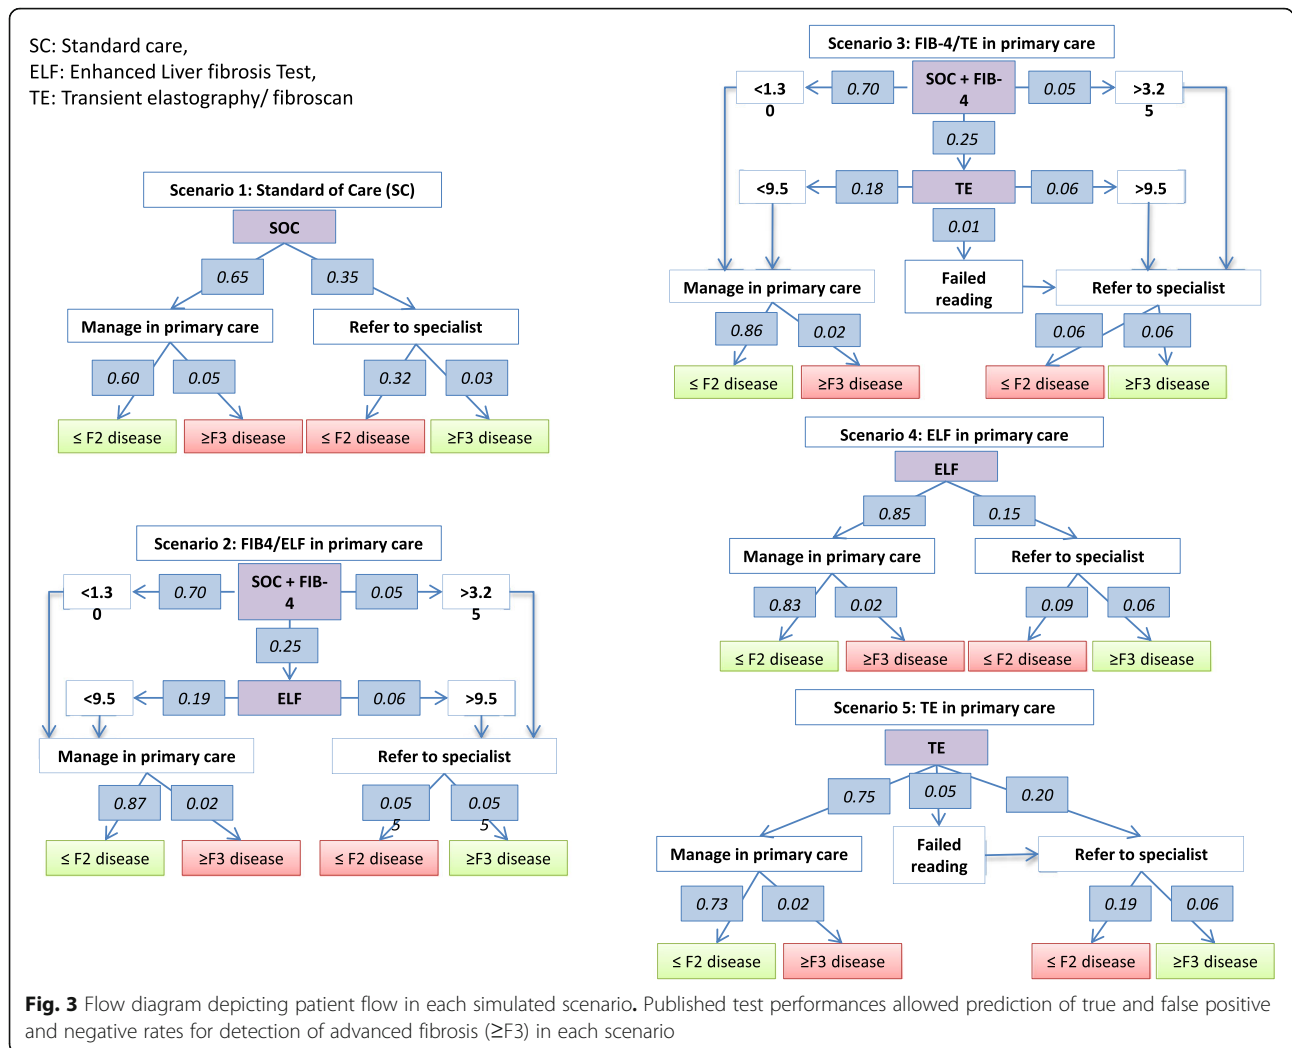 SC: Standard care,
ELF: Enhanced Liver fibrosis Test,
TE: Transient elastography/ fibroscan
Scenario 1: Standard of Care (SC)
SOC
0.65
0.35
Manage in primary care
Refer to specialist
0.60
0.05
0.32
0.03
≤ F2 disease
≥F3 disease
≤ F2 disease
≥F3 disease
Scenario 2: FIB4/ELF in primary care
<1.3
0
0.70
SOC + FIB-
4
0.05
>3.2
5
0.25
<9.5
0.19
ELF
0.06
>9.5
Manage in primary care
Refer to specialist
0.87
0.02
0.05
5
0.05
5
≤ F2 disease
≥F3 disease
≤ F2 disease
≥F3 disease
Scenario 3: FIB-4/TE in primary care
<1.3
0
0.70
SOC + FIB-
4
0.05
>3.2
5
0.25
<9.5
0.18
TE
0.06
>9.5
0.01
Manage in primary care
Failed
reading
Refer to specialist
0.86
0.02
0.06
0.06
≤ F2 disease
≥F3 disease
≤ F2 disease
≥F3 disease
Scenario 4: ELF in primary care
ELF
0.85
0.15
Manage in primary care
Refer to specialist
0.83
0.02
0.09
0.06
≤ F2 disease
≥F3 disease
≤ F2 disease
≥F3 disease
Scenario 5: TE in primary care
TE
0.75
0.05
0.20
Manage in primary care
Failed
reading
Refer to specialist
0.73
0.02
0.19
0.06
≤ F2 disease
≥F3 disease
≤ F2 disease
≥F3 disease
Fig. 3 Flow diagram depicting patient flow in each simulated scenario. Published test performances allowed prediction of true and false positive
and negative rates for detection of advanced fibrosis (≥F3) in each scenario